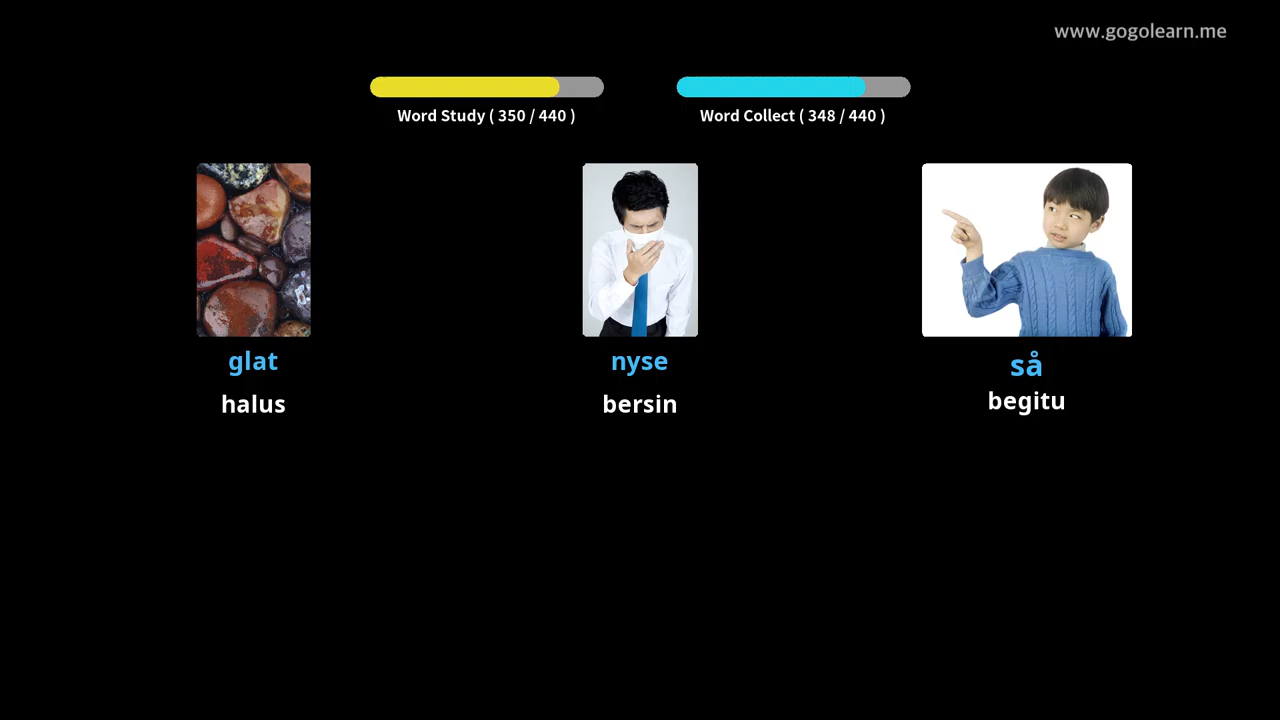 www.gogolearn.me
Word Study ( 350 / 440 )
Word Collect ( 348 / 440 )
glat
halus
nyse
bersin
så
begitu